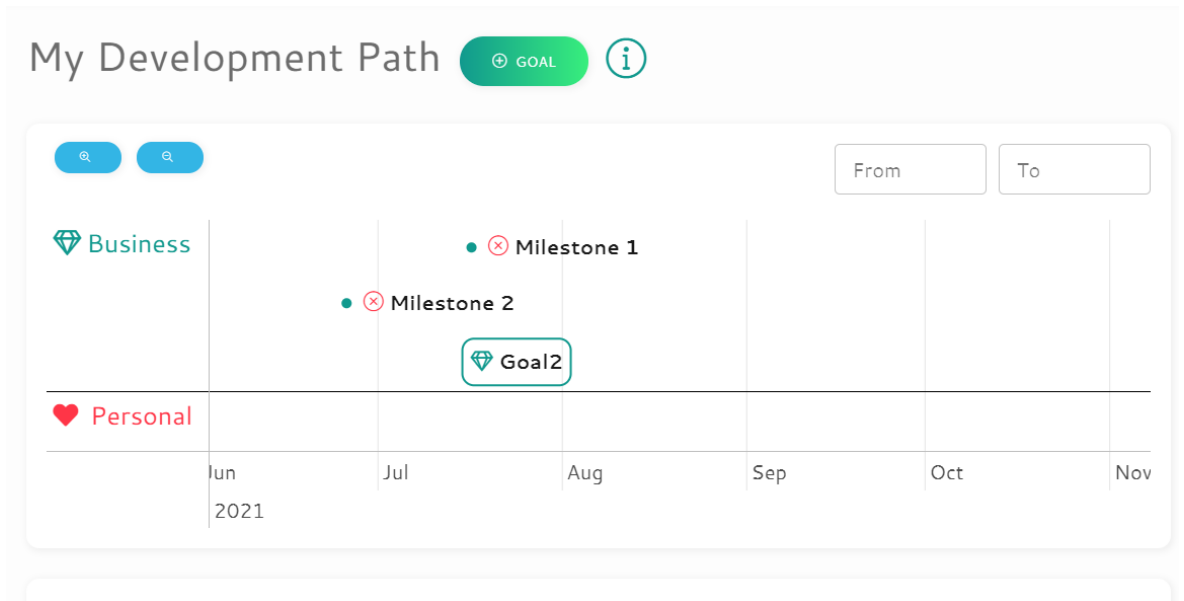 My Development Path
GOAL
From
To
Business
Milestone 1
Milestone 2
Goal2
Personal
Jun
Jul
Aug
Sep
Oct
Nov
2021